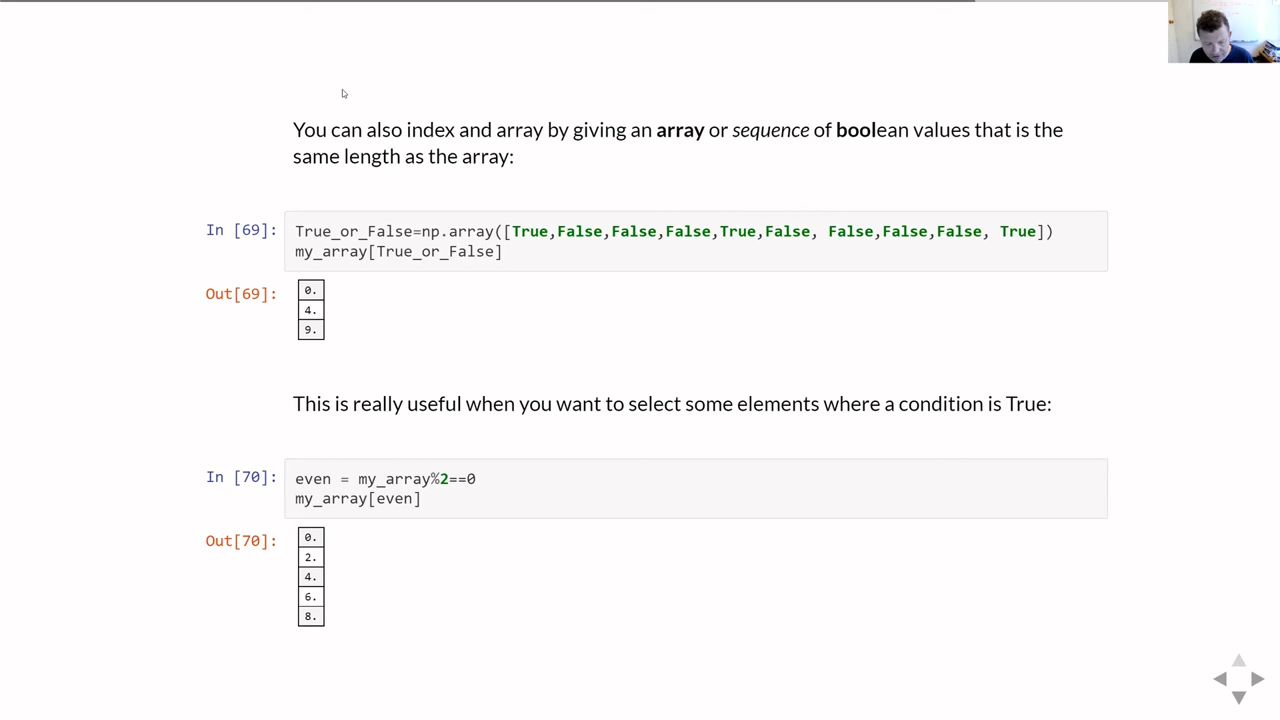 You can also index and array by giving an array or sequence of boolean values that is the
same length as the array:
In [69]:
True_or_False=np.array([True,False,False,False,True,False, False,False,False, True])
my_array[True_or_False]
Out[69]:
0.
4.
9.
This is really useful when you want to select some elements where a condition is True:
In [70]:
even = my_array%2==0
my_array[even]
Out[70]:
0.
2.
4.
6.
8.